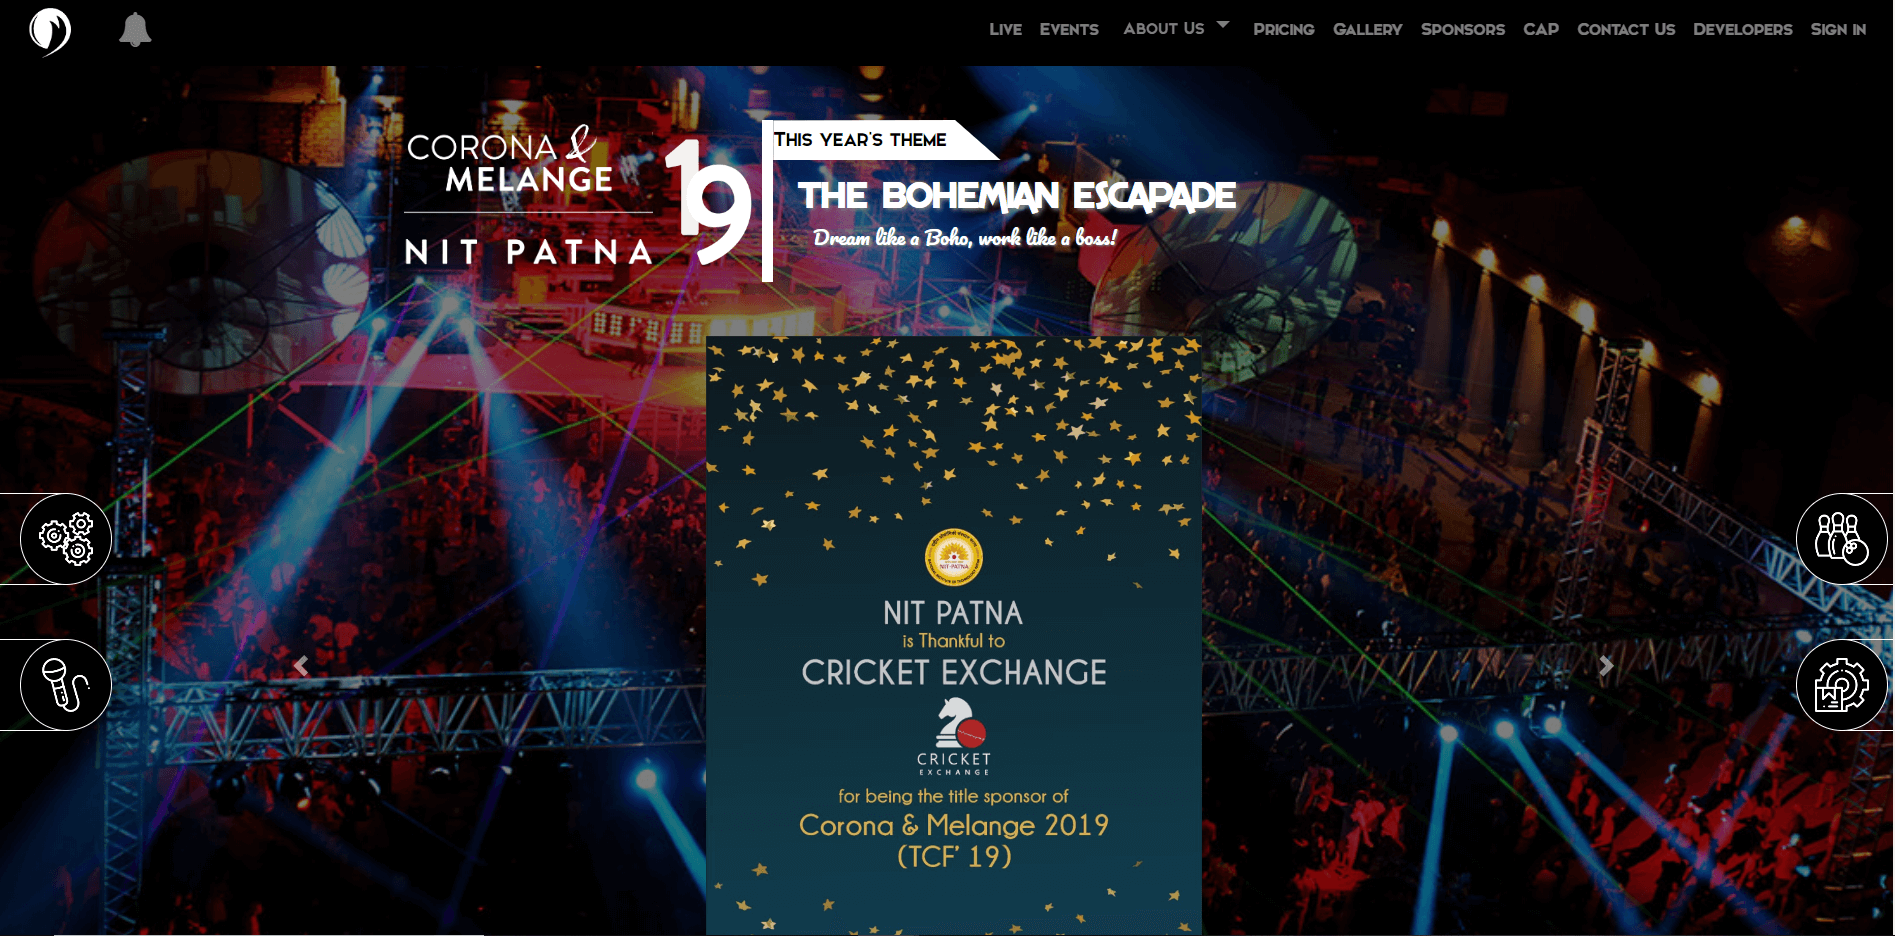 Live Events About Us Pricing Gallery Sponsors CAP Contact Us Developers Sign in
CORONA &
MELANGE
NIT PATNA
19
This year's theme
The Bohemian Escapade
Dream like a Boho, work like a boss!
NIT PATNA
NIT PATNA
is Thankful to
CRICKET EXCHANGE
CRICKET
EXCHANGE
for being the title sponsor of
Corona & Melange 2019
(TCF' 19)